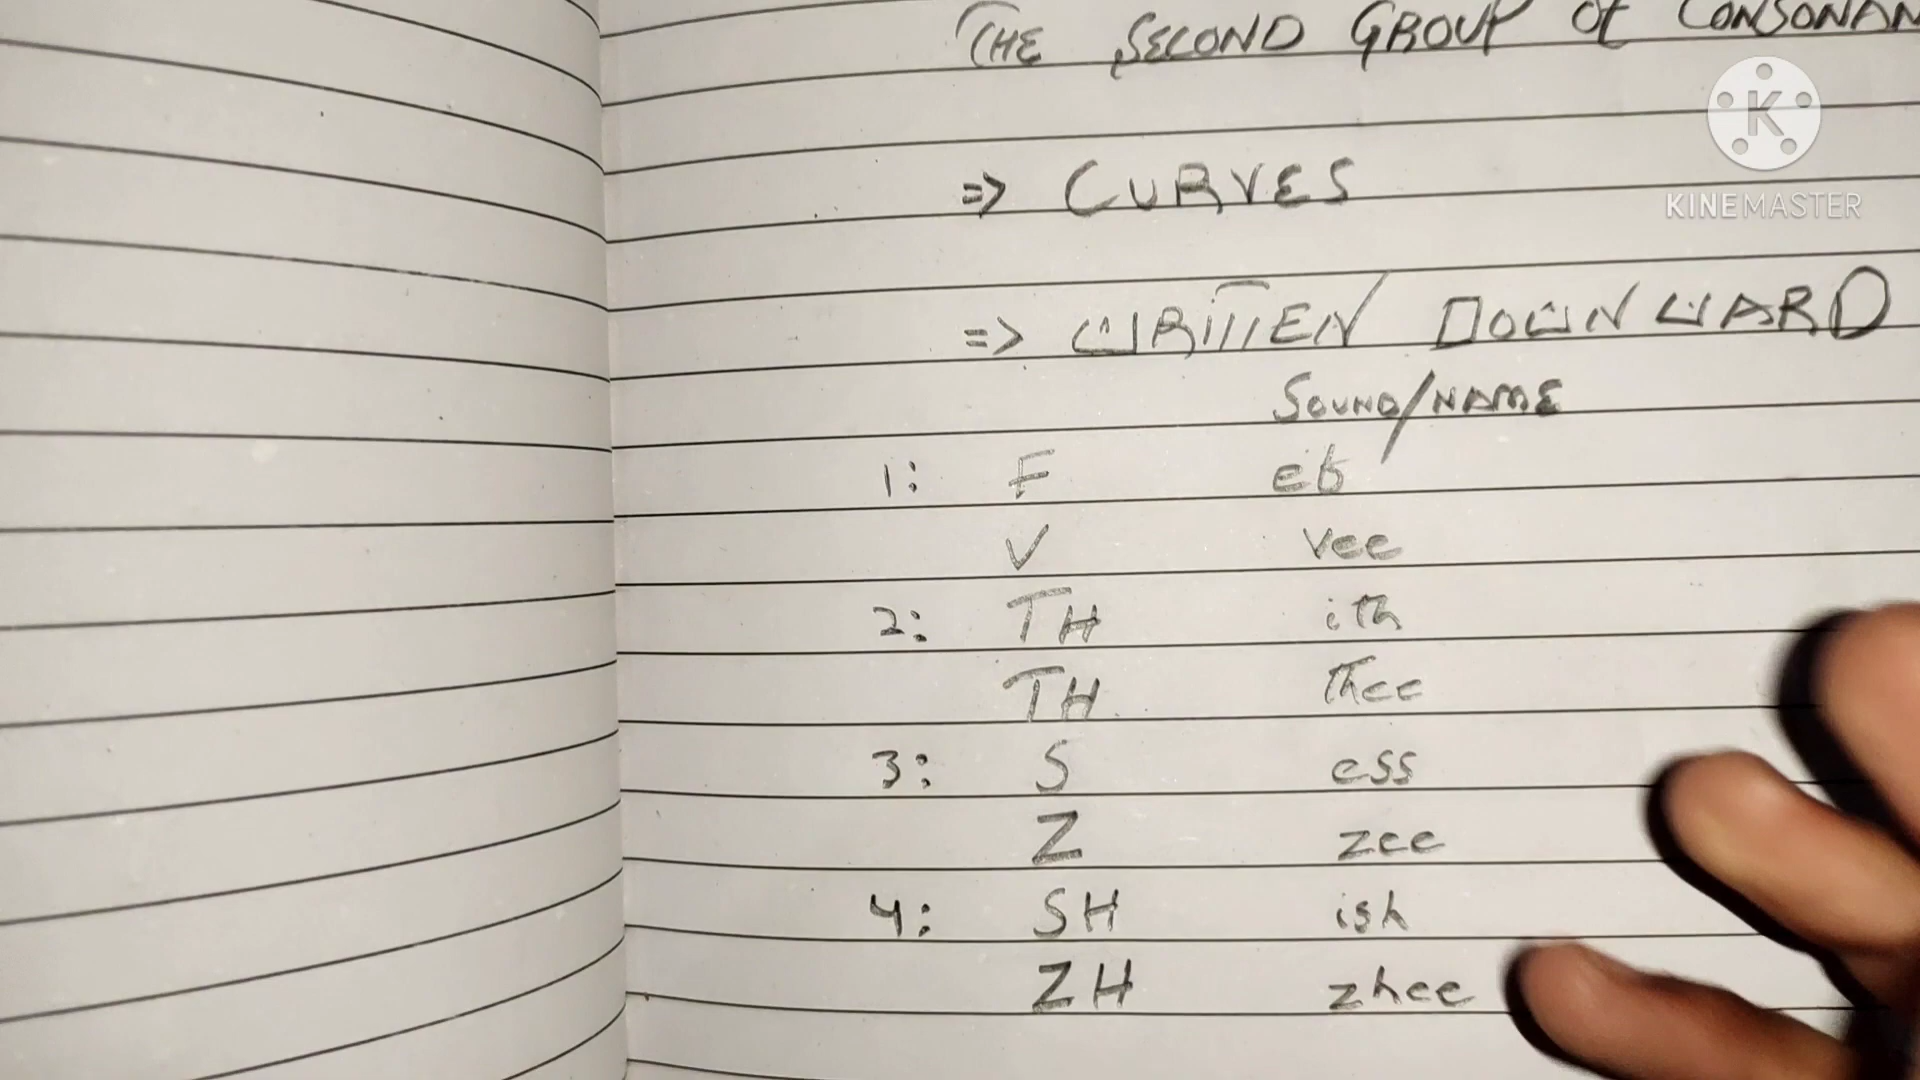 THE SECOND GROUP OF CONSONAN
K
KINEMASTER
=> CURVES
=> WRITTEN DOWNWARD
SOUND/NAME
1: F ef
V vee
2: TH ith
TH thee
3: S ess
Z zee
4: SH ish
ZH zhee